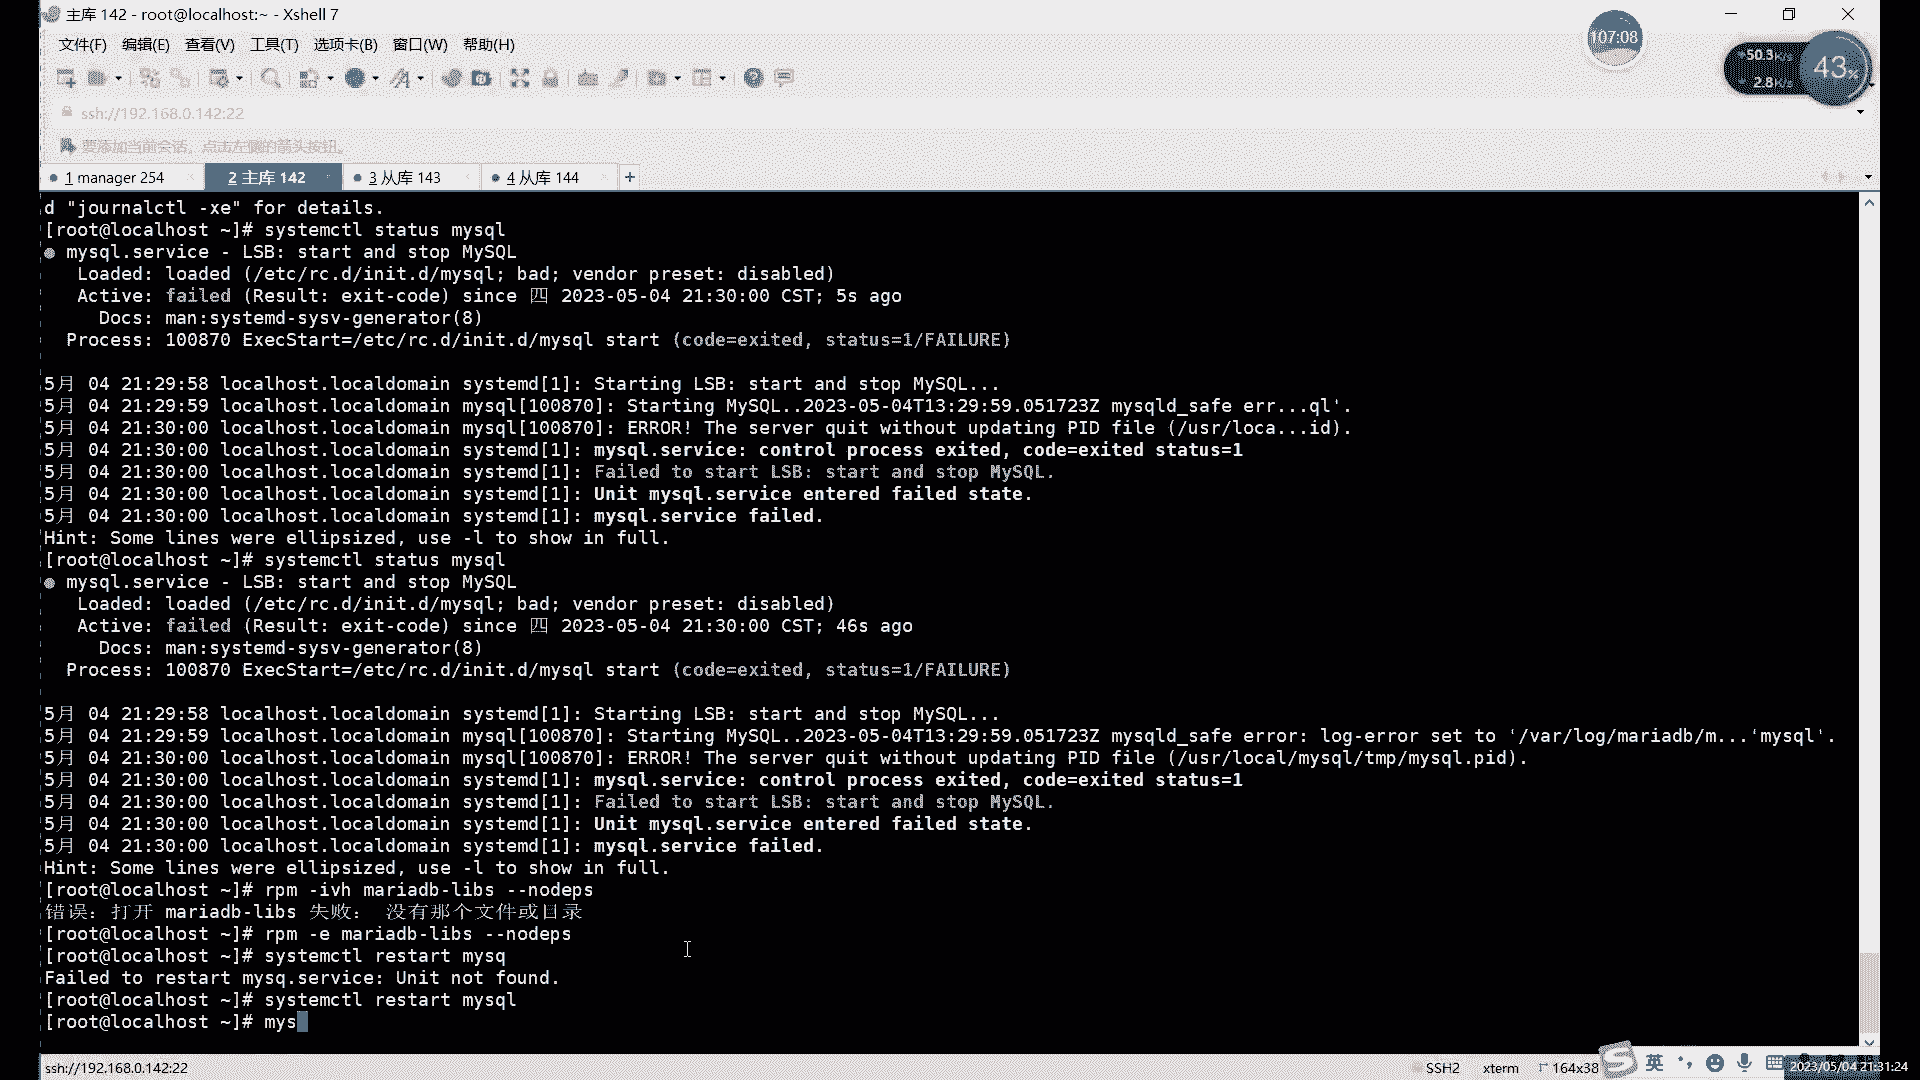 主库 142 - root@localhost:~ - Xshell 7
文件(F) 编辑(E) 查看(V) 工具(T) 选项卡(B) 窗口(W) 帮助(H)
107:08
50.3K/s
2.8K/s
43%
ssh://192.168.0.142:22
要添加当前会话，点击左侧的箭头按钮。
1 manager 254
2 主库 142
3 从库 143
4 从库 144
d "journalctl -xe" for details.
[root@localhost ~]# systemctl status mysql
● mysql.service - LSB: start and stop MySQL
Loaded: loaded (/etc/rc.d/init.d/mysql; bad; vendor preset: disabled)
Active: failed (Result: exit-code) since 四 2023-05-04 21:30:00 CST; 5s ago
Docs: man:systemd-sysv-generator(8)
Process: 100870 ExecStart=/etc/rc.d/init.d/mysql start (code=exited, status=1/FAILURE)
5月 04 21:29:58 localhost.localdomain systemd[1]: Starting LSB: start and stop MySQL...
5月 04 21:29:59 localhost.localdomain mysql[100870]: Starting MySQL..2023-05-04T13:29:59.051723Z mysqld_safe err...ql'.
5月 04 21:30:00 localhost.localdomain mysql[100870]: ERROR! The server quit without updating PID file (/usr/loca...id).
5月 04 21:30:00 localhost.localdomain systemd[1]: mysql.service: control process exited, code=exited status=1
5月 04 21:30:00 localhost.localdomain systemd[1]: Failed to start LSB: start and stop MySQL.
5月 04 21:30:00 localhost.localdomain systemd[1]: Unit mysql.service entered failed state.
5月 04 21:30:00 localhost.localdomain systemd[1]: mysql.service failed.
Hint: Some lines were ellipsized, use -l to show in full.
[root@localhost ~]# systemctl status mysql
● mysql.service - LSB: start and stop MySQL
Loaded: loaded (/etc/rc.d/init.d/mysql; bad; vendor preset: disabled)
Active: failed (Result: exit-code) since 四 2023-05-04 21:30:00 CST; 46s ago
Docs: man:systemd-sysv-generator(8)
Process: 100870 ExecStart=/etc/rc.d/init.d/mysql start (code=exited, status=1/FAILURE)
5月 04 21:29:58 localhost.localdomain systemd[1]: Starting LSB: start and stop MySQL...
5月 04 21:29:59 localhost.localdomain mysql[100870]: Starting MySQL..2023-05-04T13:29:59.051723Z mysqld_safe error: log-error set to '/var/log/mariadb/m...'mysql'.
5月 04 21:30:00 localhost.localdomain mysql[100870]: ERROR! The server quit without updating PID file (/usr/local/mysql/tmp/mysql.pid).
5月 04 21:30:00 localhost.localdomain systemd[1]: mysql.service: control process exited, code=exited status=1
5月 04 21:30:00 localhost.localdomain systemd[1]: Failed to start LSB: start and stop MySQL.
5月 04 21:30:00 localhost.localdomain systemd[1]: Unit mysql.service entered failed state.
5月 04 21:30:00 localhost.localdomain systemd[1]: mysql.service failed.
Hint: Some lines were ellipsized, use -l to show in full.
[root@localhost ~]# rpm -ivh mariadb-libs --nodeps
错误：打开 mariadb-libs 失败： 没有那个文件或目录
[root@localhost ~]# rpm -e mariadb-libs --nodeps
[root@localhost ~]# systemctl restart mysq
Failed to restart mysq.service: Unit not found.
[root@localhost ~]# systemctl restart mysql
[root@localhost ~]# mys
ssh://192.168.0.142:22
SSH2 xterm 164x38
英
2023/05/04 21:31:24